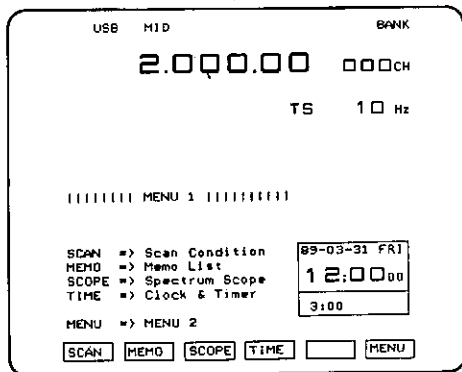 USB MID BANK
2.000.00 000CH
TS 10 Hz
MENU 1
SCAN => Scan Condition
MEMO => Memo List
SCOPE => Spectrum Scope
TIME => Clock & Timer
MENU => MENU 2
89-03-31 FRI
12:00 00
3:00
SCAN MEMO SCOPE TIME MENU